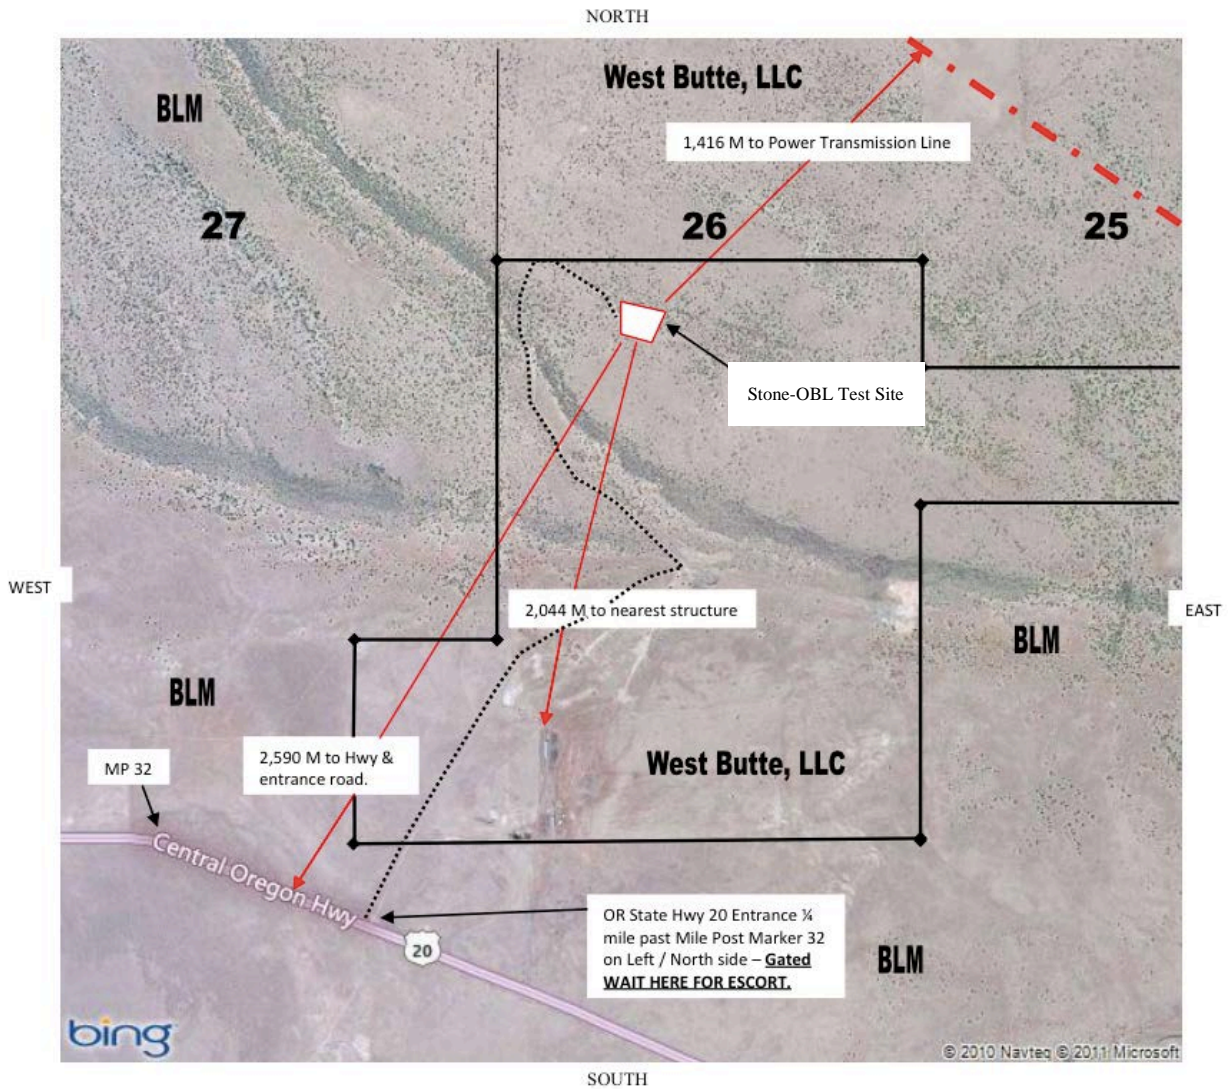 NORTH
West Butte, LLC
BLM
1,416 M to Power Transmission Line
27
26
25
Stone-OBL Test Site
WEST
2,044 M to nearest structure
EAST
BLM
BLM
2,590 M to Hwy &
entrance road.
West Butte, LLC
MP 32
Central Oregon Hwy
20
OR State Hwy 20 Entrance ¼
mile past Mile Post Marker 32
on Left / North side – Gated
WAIT HERE FOR ESCORT.
BLM
bing
© 2010 Navteq © 2011 Microsoft
SOUTH